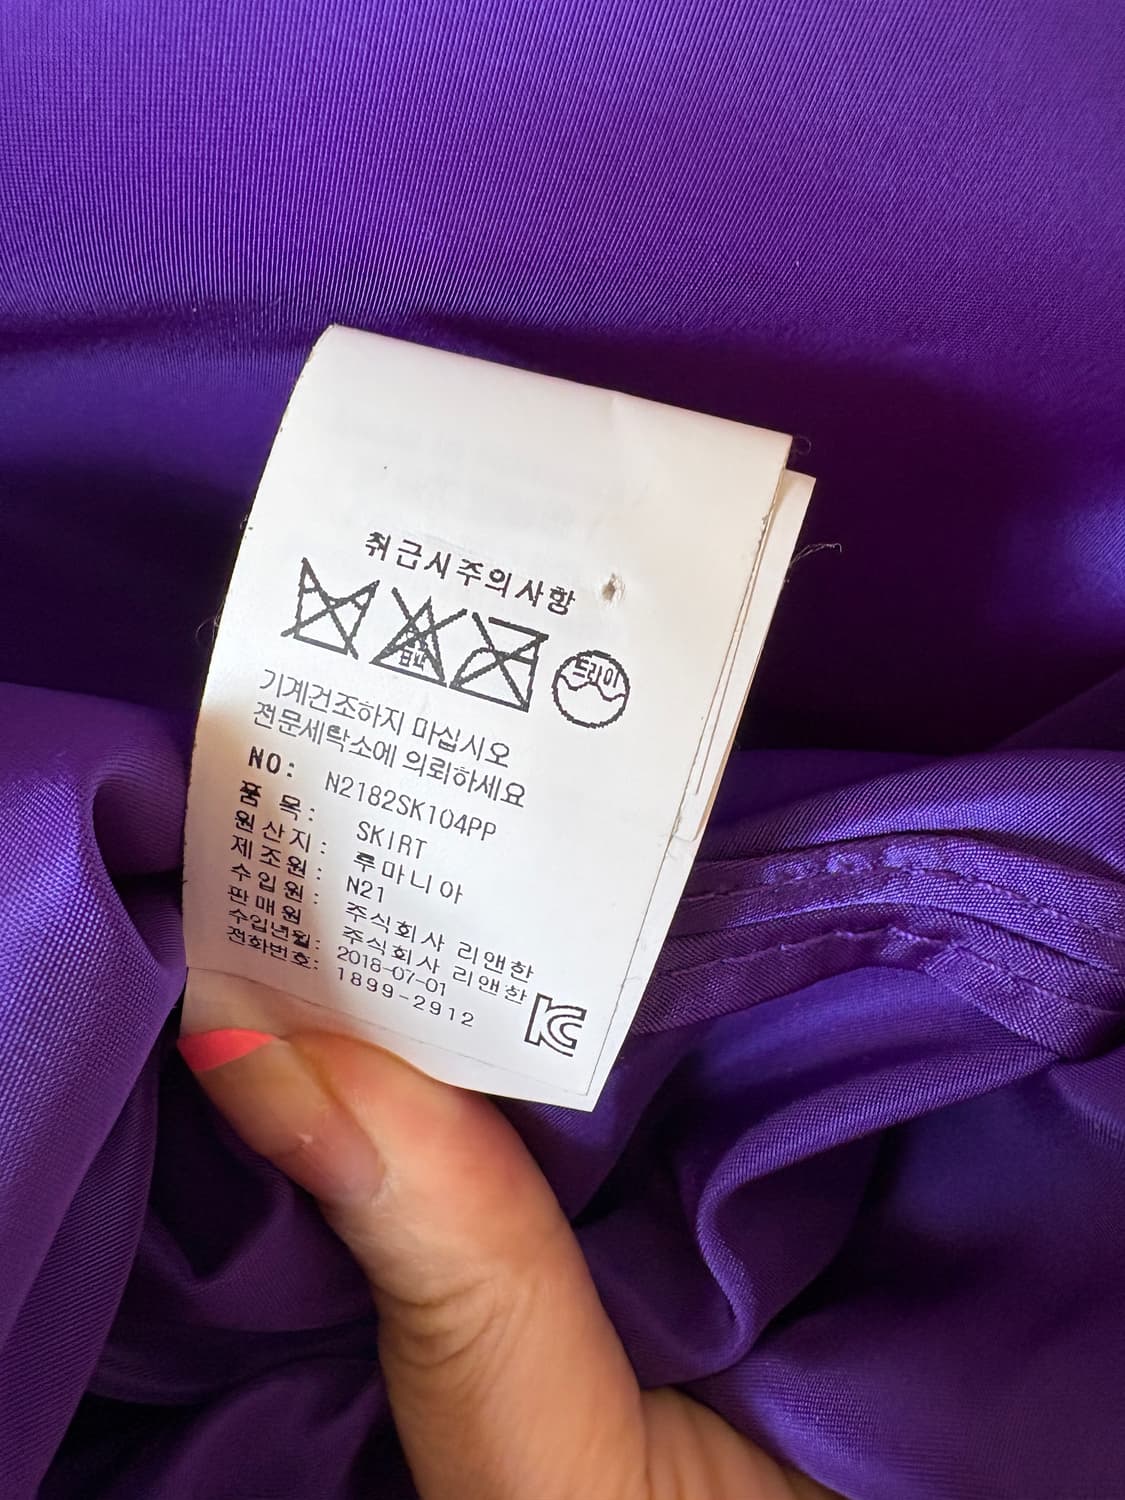 취급시주의사항
표백
드라이
기계건조하지 마십시오
전문세탁소에 의뢰하세요
NO: N2182SK104PP
품 목: SKIRT
원산지: 루마니아
제조원: N21
수입원: 주식회사 리앤한
판매원 주식회사 리앤한
수입년월: 2018-07-01
전화번호: 1899-2912
KC